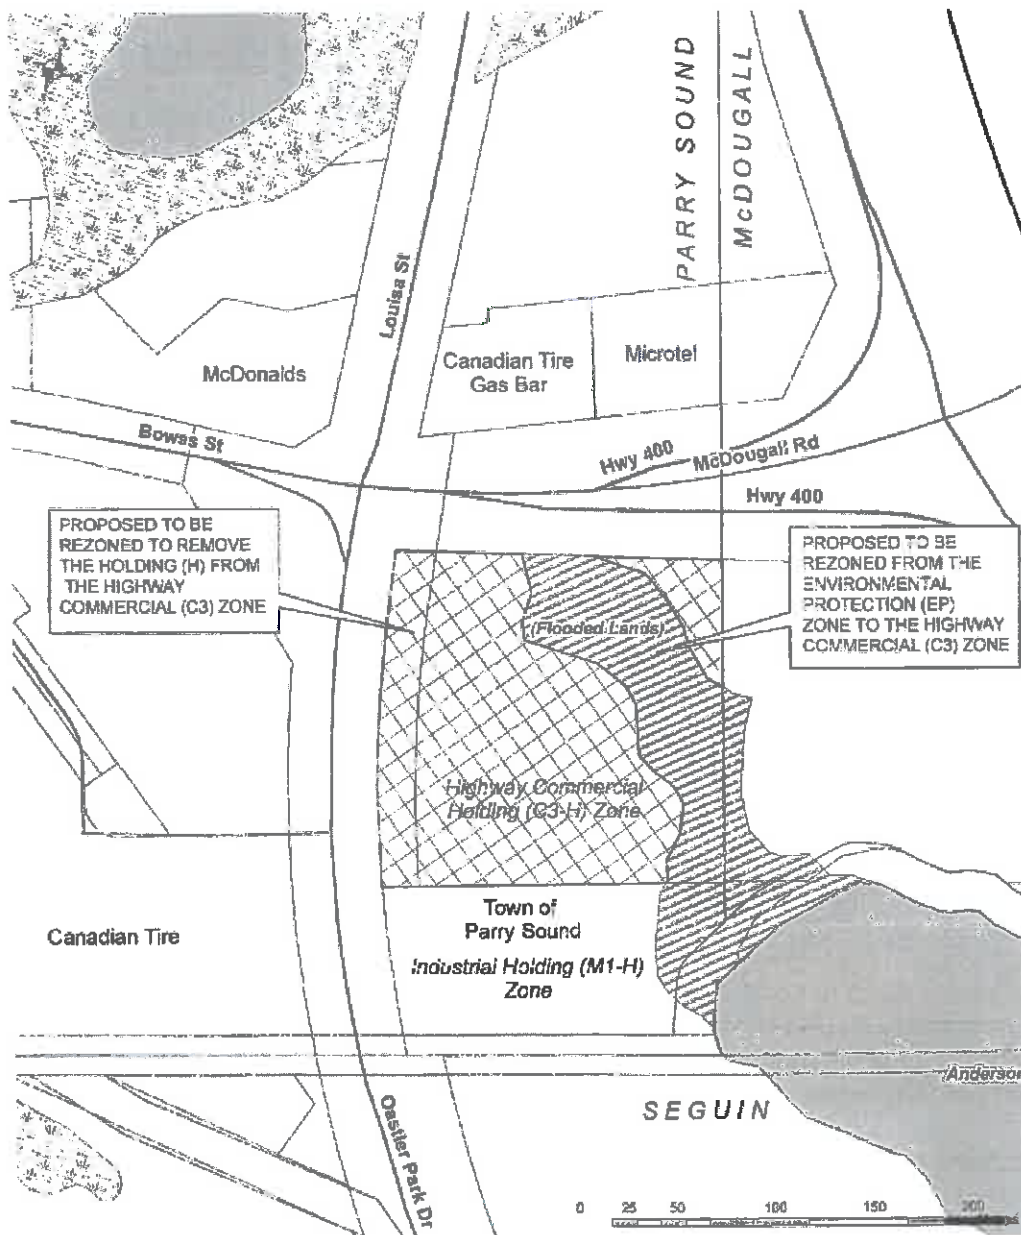 PARRY SOUND
McDOUGALL
Louisa St
McDonalds
Canadian Tire
Gas Bar
Microtel
Bowes St
Hwy 400
McDougall Rd
Hwy 400
PROPOSED TO BE
REZONED TO REMOVE
THE HOLDING (H) FROM
THE HIGHWAY
COMMERCIAL (C3) ZONE
PROPOSED TO BE
REZONED FROM THE
ENVIRONMENTAL
PROTECTION (EP)
ZONE TO THE HIGHWAY
COMMERCIAL (C3) ZONE
(Flooded Lands)
Highway Commercial
Holding (C3-H) Zone
Town of
Parry Sound
Industrial Holding (M1-H)
Zone
Canadian Tire
Anderson
SEGUIN
Oastler Park Dr
0 25 50 100 150 200